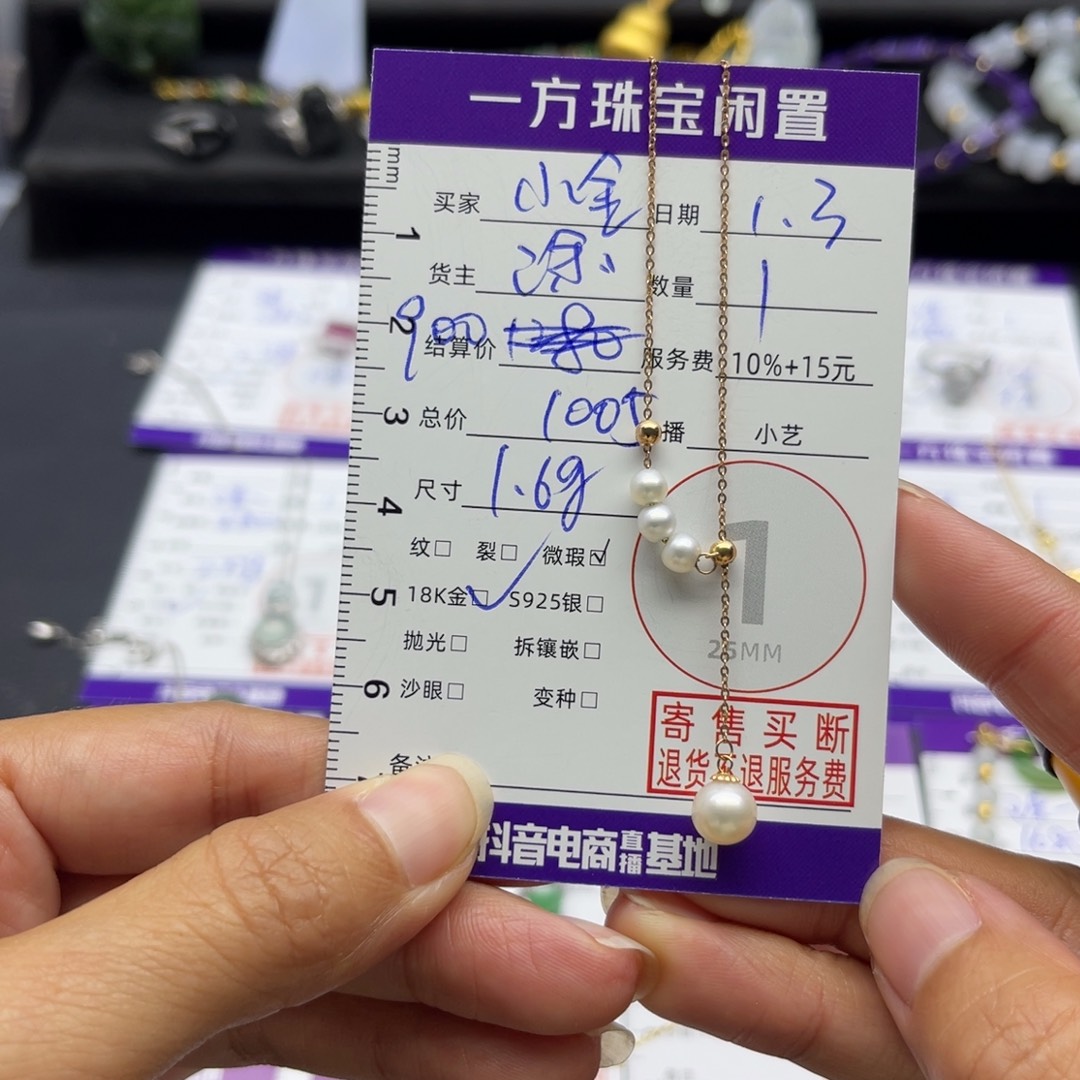 一方珠宝闲置
mm
买家 小金 日期 1.3
1
货主 数量 1
2 900 结算价 服务费 10%+15元
3 总价 1005 播 小艺
4 尺寸 1.6g
纹□ 裂□ 微瑕☑
5 18K金☑ S925银□
1
25MM
抛光□ 拆镶嵌□
6 沙眼□ 变种□
寄售买断
退货 退服务费
备注
抖音电商直播基地